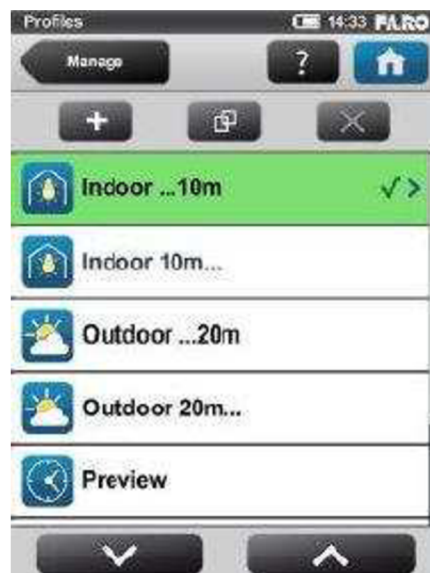 Profiles 14:33 FARO
Manage ?
Indoor ...10m
Indoor 10m...
Outdoor ...20m
Outdoor 20m...
Preview